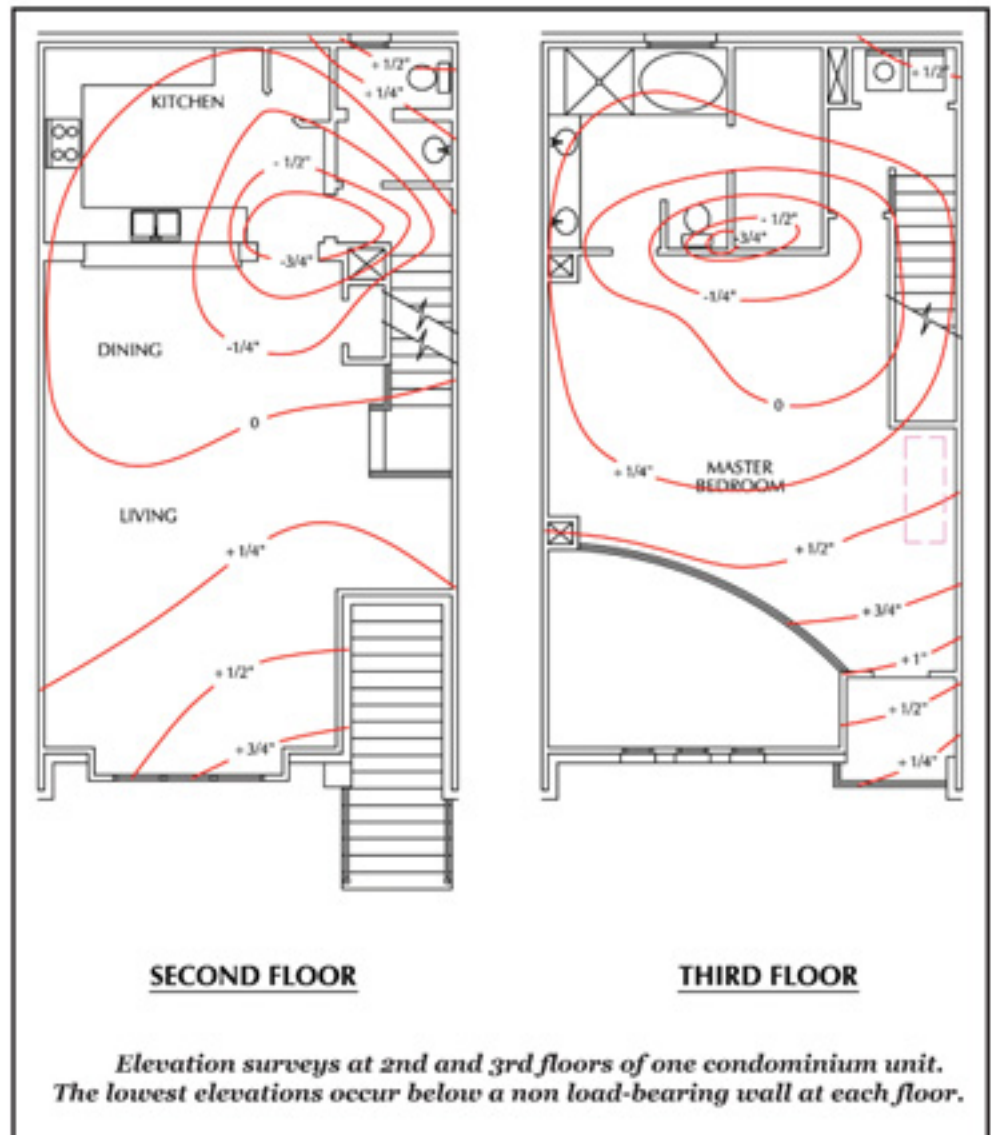 KITCHEN
+ 1/2"
+ 1/4"
- 1/2"
-3/4"
-1/4"
DINING
0
LIVING
+ 1/4"
+ 1/2"
+ 3/4"
+ 1/2"
- 1/2"
-3/4"
-1/4"
0
+ 1/4"
MASTER
BEDROOM
+ 1/2"
+ 3/4"
+ 1"
+ 1/2"
+ 1/4"
SECOND FLOOR
THIRD FLOOR
Elevation surveys at 2nd and 3rd floors of one condominium unit.
The lowest elevations occur below a non load-bearing wall at each floor.